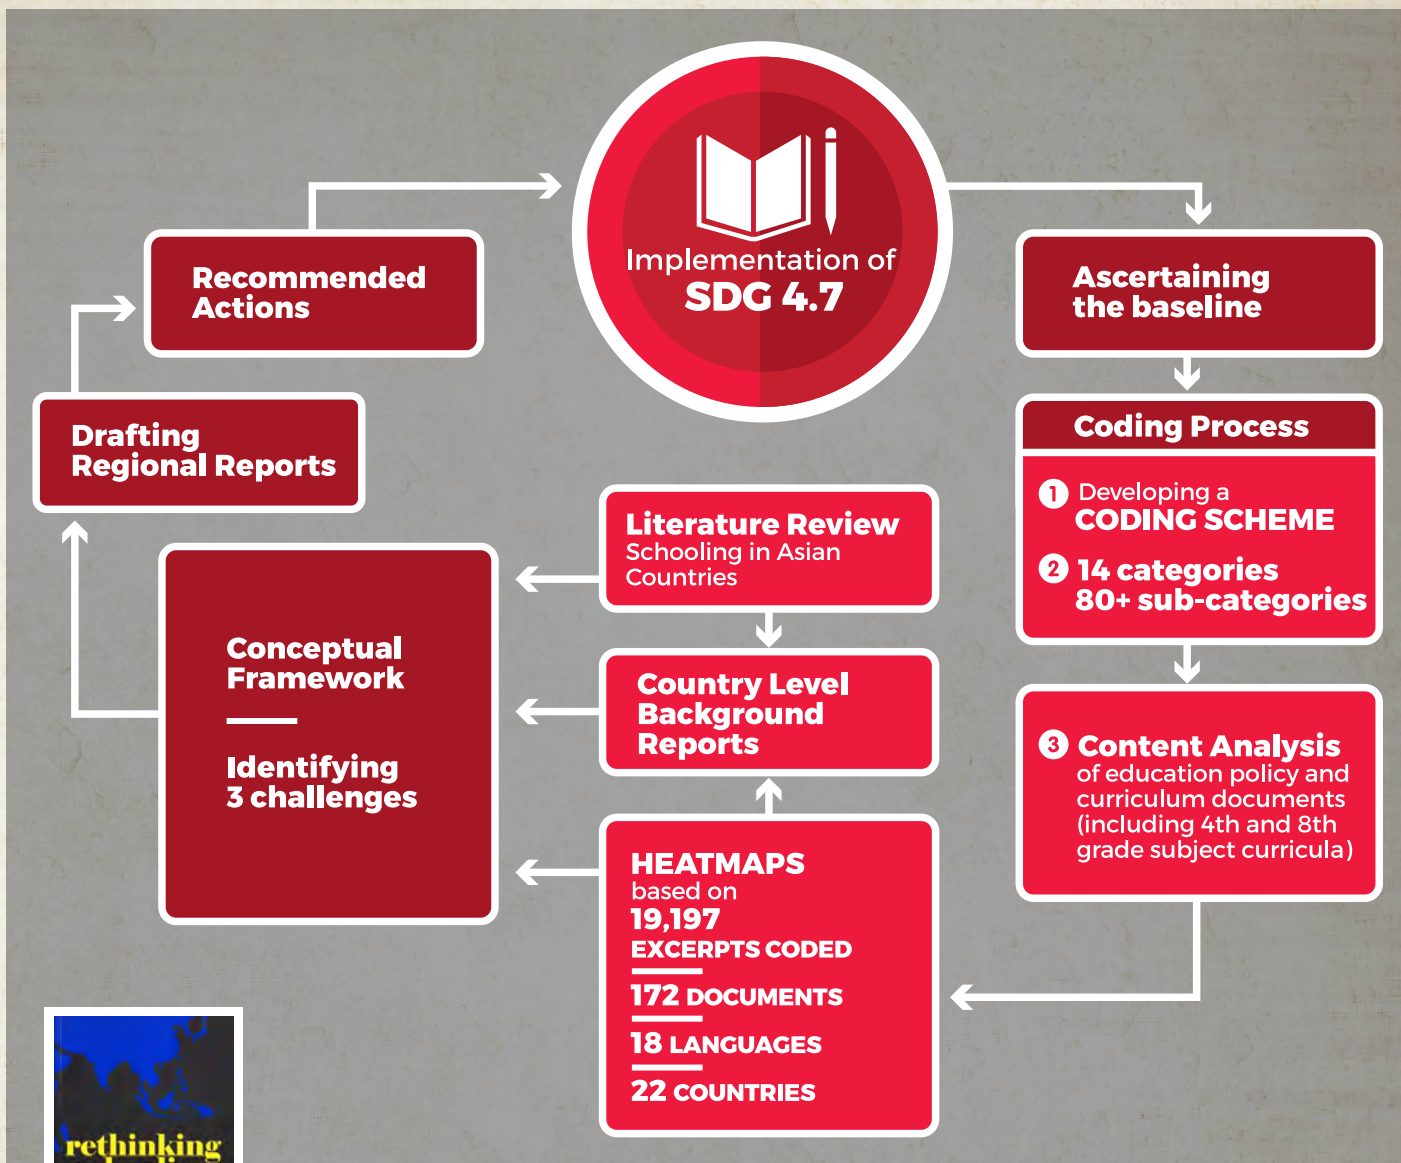 Implementation of
SDG 4.7
Recommended
Actions
Ascertaining
the baseline
Drafting
Regional Reports
Coding Process
1 Developing a
CODING SCHEME
2 14 categories
80+ sub-categories
Literature Review
Schooling in Asian
Countries
Conceptual
Framework
Identifying
3 challenges
Country Level
Background
Reports
3 Content Analysis
of education policy and
curriculum documents
(including 4th and 8th
grade subject curricula)
HEATMAPS
based on
19,197
EXCERPTS CODED
172 DOCUMENTS
18 LANGUAGES
22 COUNTRIES
rethinking